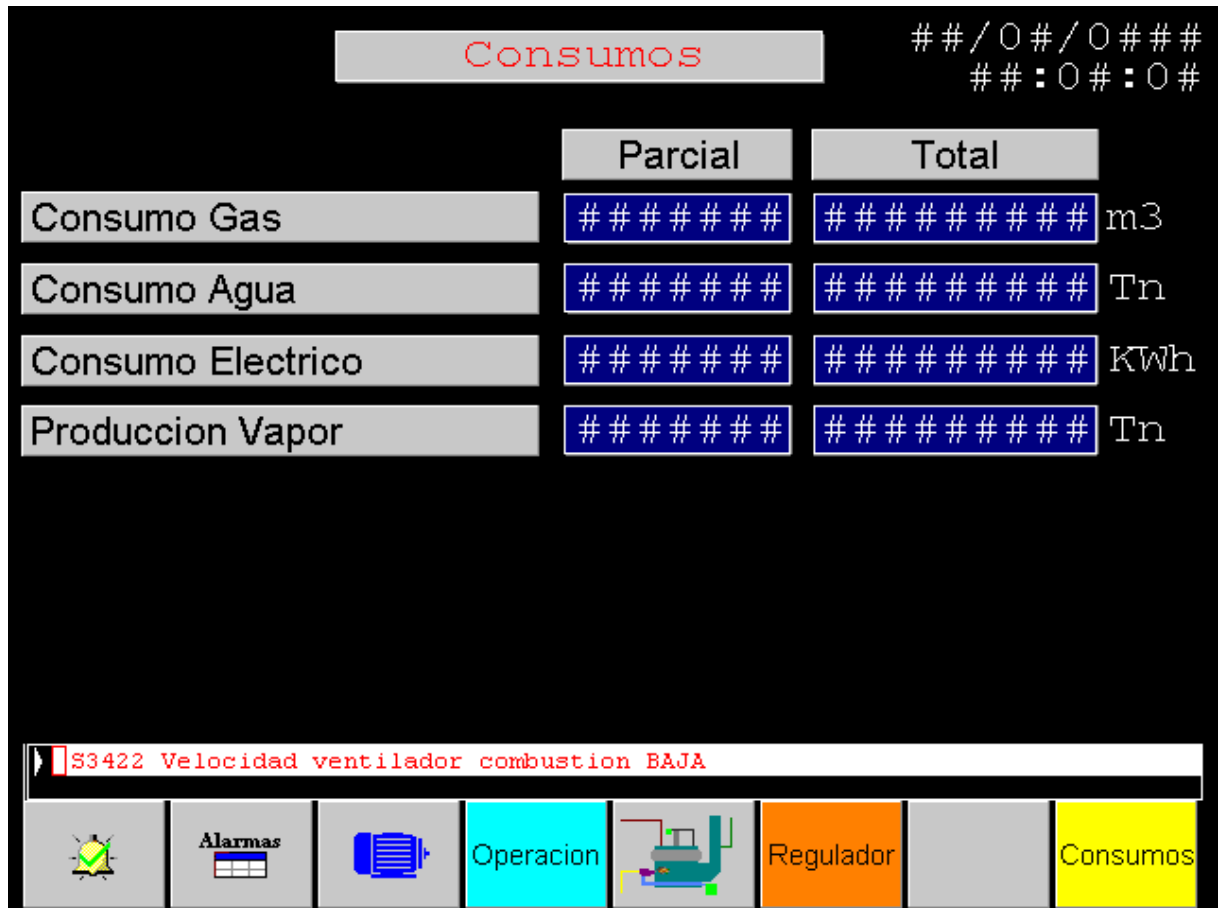 Consumos
##/0#/0###
##:0#:0#
Parcial Total
Consumo Gas ####### ######### m3
Consumo Agua ####### ######### Tn
Consumo Electrico ####### ######### KWh
Produccion Vapor ####### ######### Tn
S3422 Velocidad ventilador combustion BAJA
Alarmas Operacion Regulador Consumos